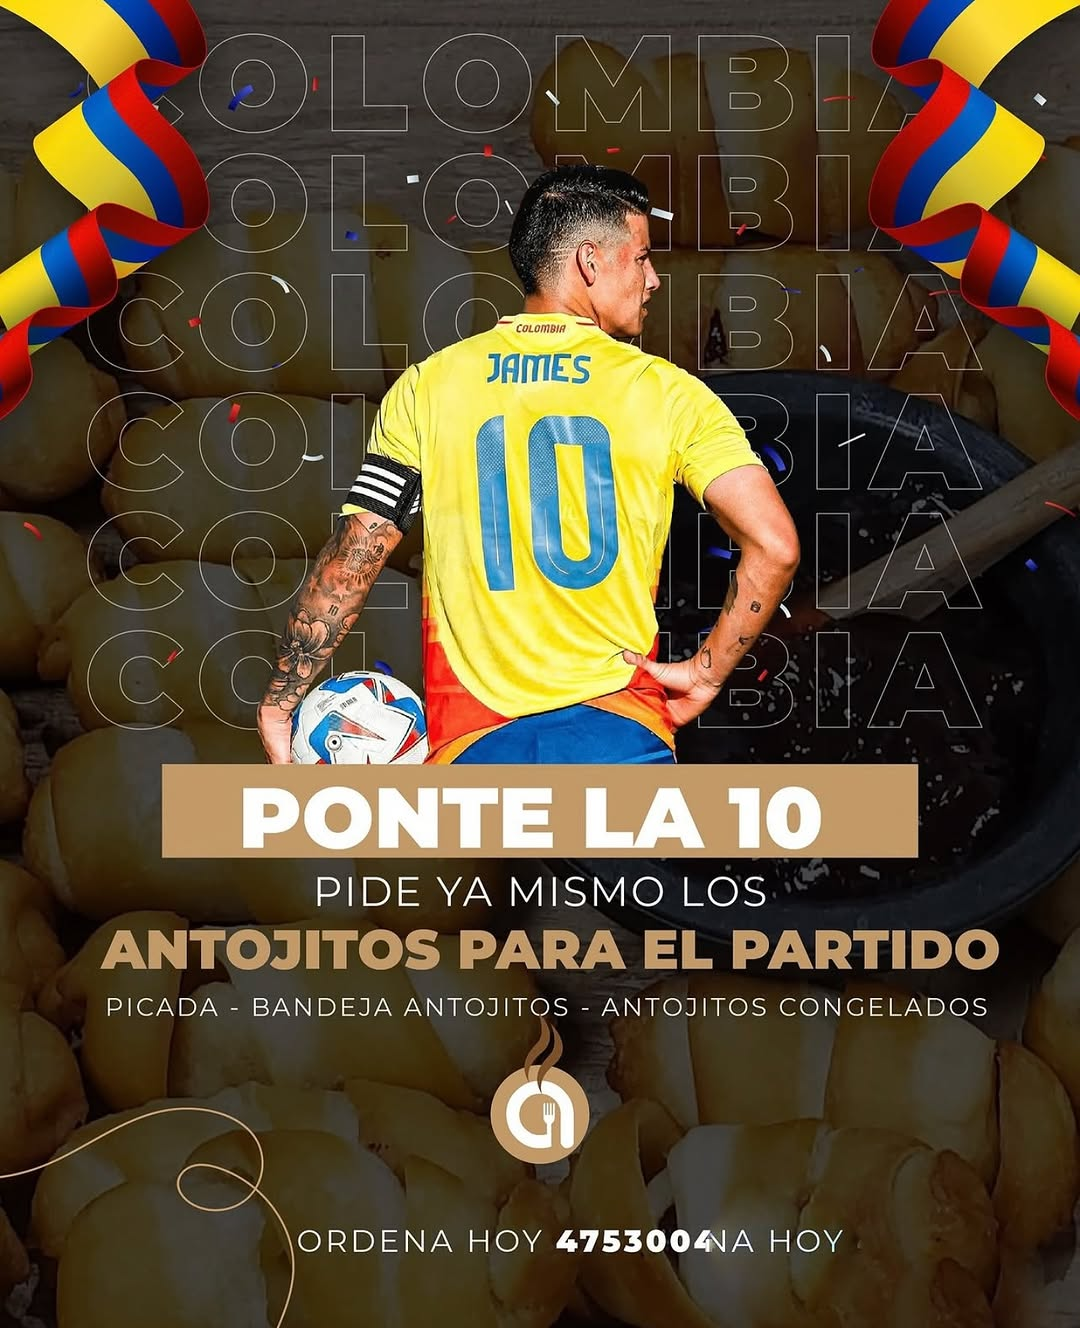 COLOMBIA
COLOMBIA
COLOMBIA
COLOMBIA
COLOMBIA
COLOMBIA
COLOMBIA
JAMES
10
10
PONTE LA 10
PIDE YA MISMO LOS
ANTOJITOS PARA EL PARTIDO
PICADA - BANDEJA ANTOJITOS - ANTOJITOS CONGELADOS
a
ORDENA HOY 4753004NA HOY